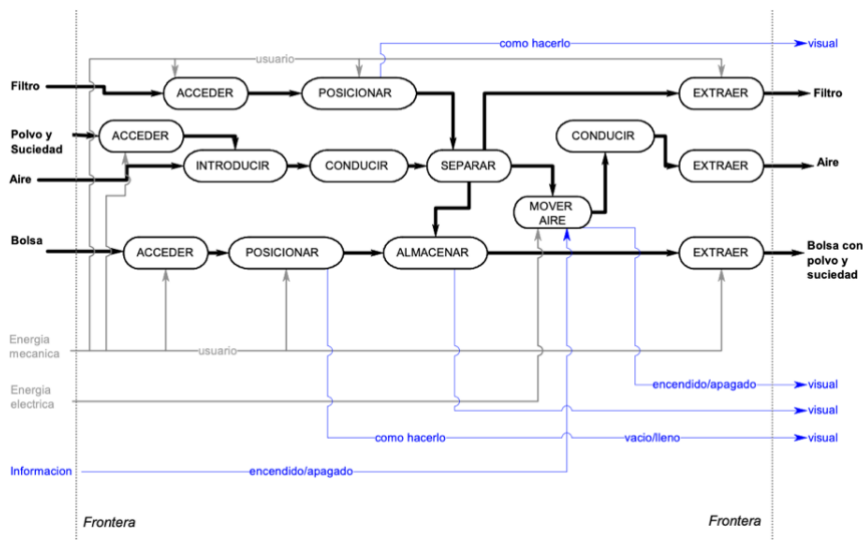 como hacerlo visual
usuario
Filtro ACCEDER POSICIONAR EXTRAER Filtro
Polvo y
Suciedad
ACCEDER CONDUCIR
Aire INTRODUCIR CONDUCIR SEPARAR EXTRAER Aire
MOVER
AIRE
Bolsa ACCEDER POSICIONAR ALMACENAR EXTRAER
Bolsa con
polvo y
suciedad
Energia
mecanica
usuario
Energia
electrica
encendido/apagado visual
visual
como hacerlo vacio/lleno visual
Informacion encendido/apagado
Frontera Frontera